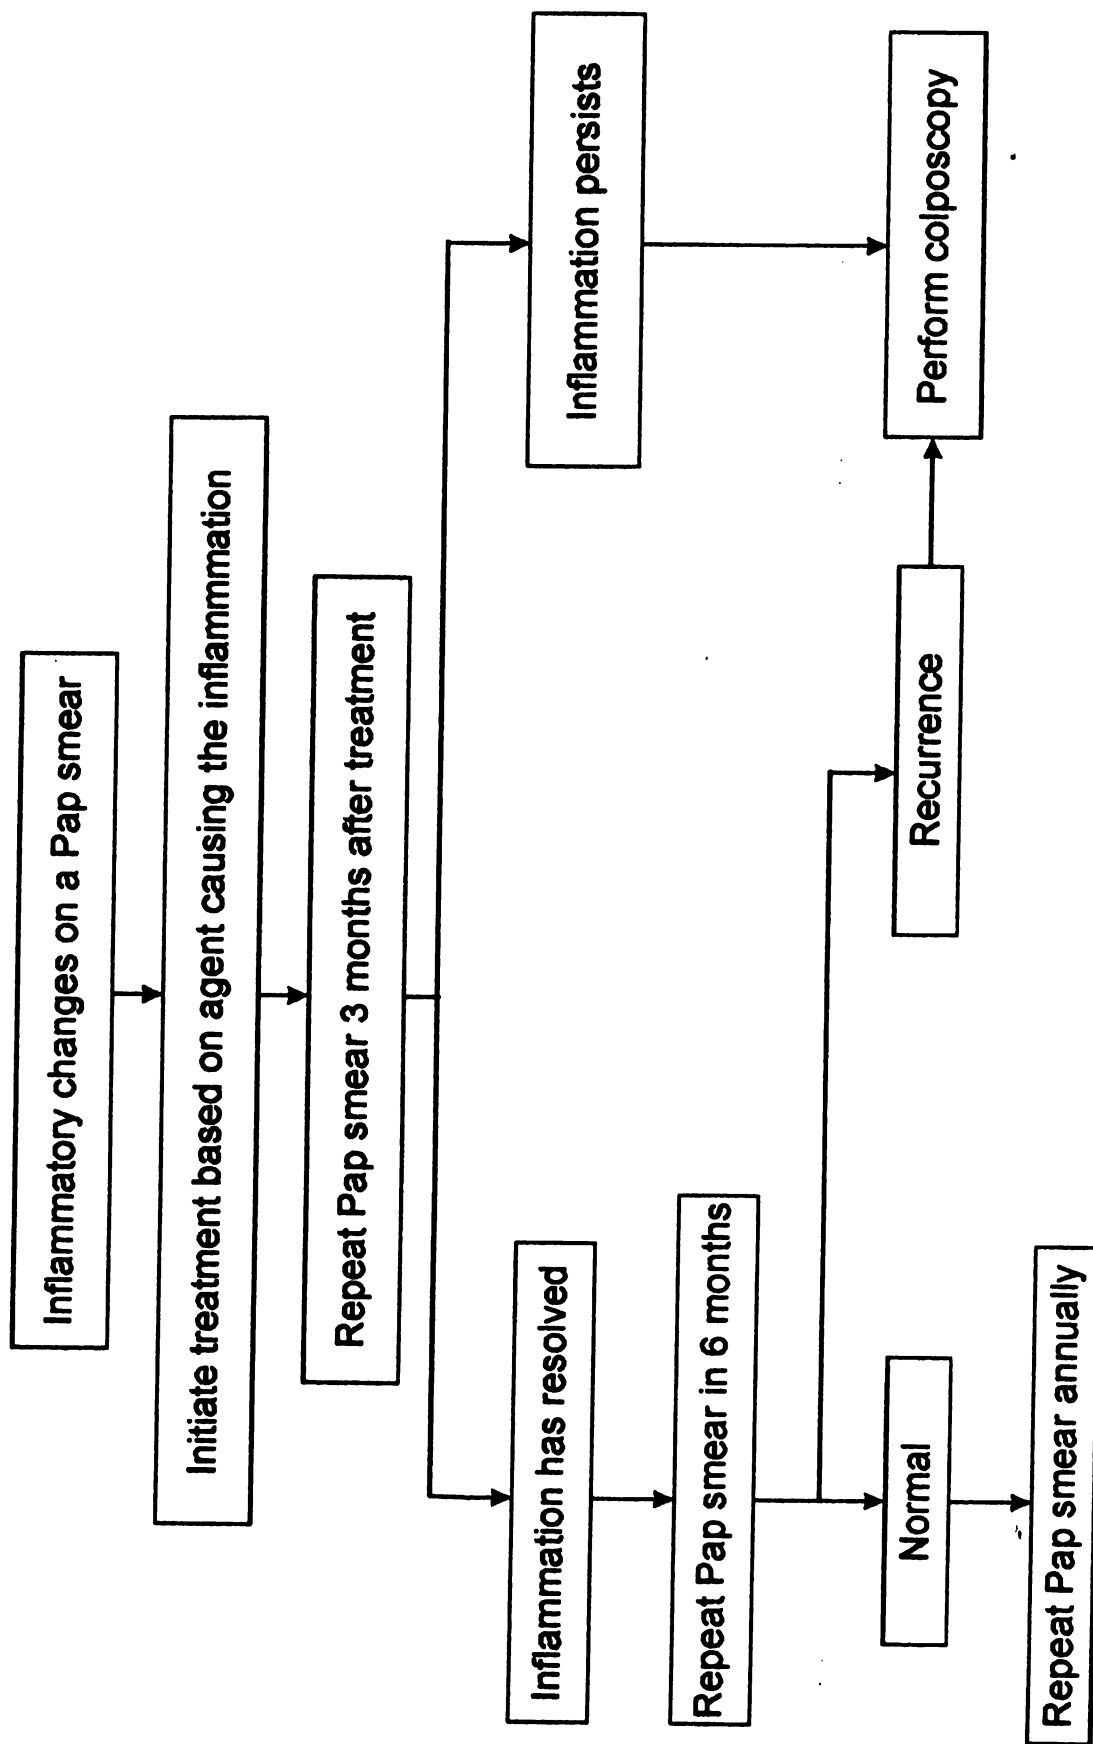 Inflammatory changes on a Pap smear
Initiate treatment based on agent causing the inflammation
Repeat Pap smear 3 months after treatment
Inflammation has resolved
Inflammation persists
Repeat Pap smear in 6 months
Normal
Recurrence
Perform colposcopy
Repeat Pap smear annually